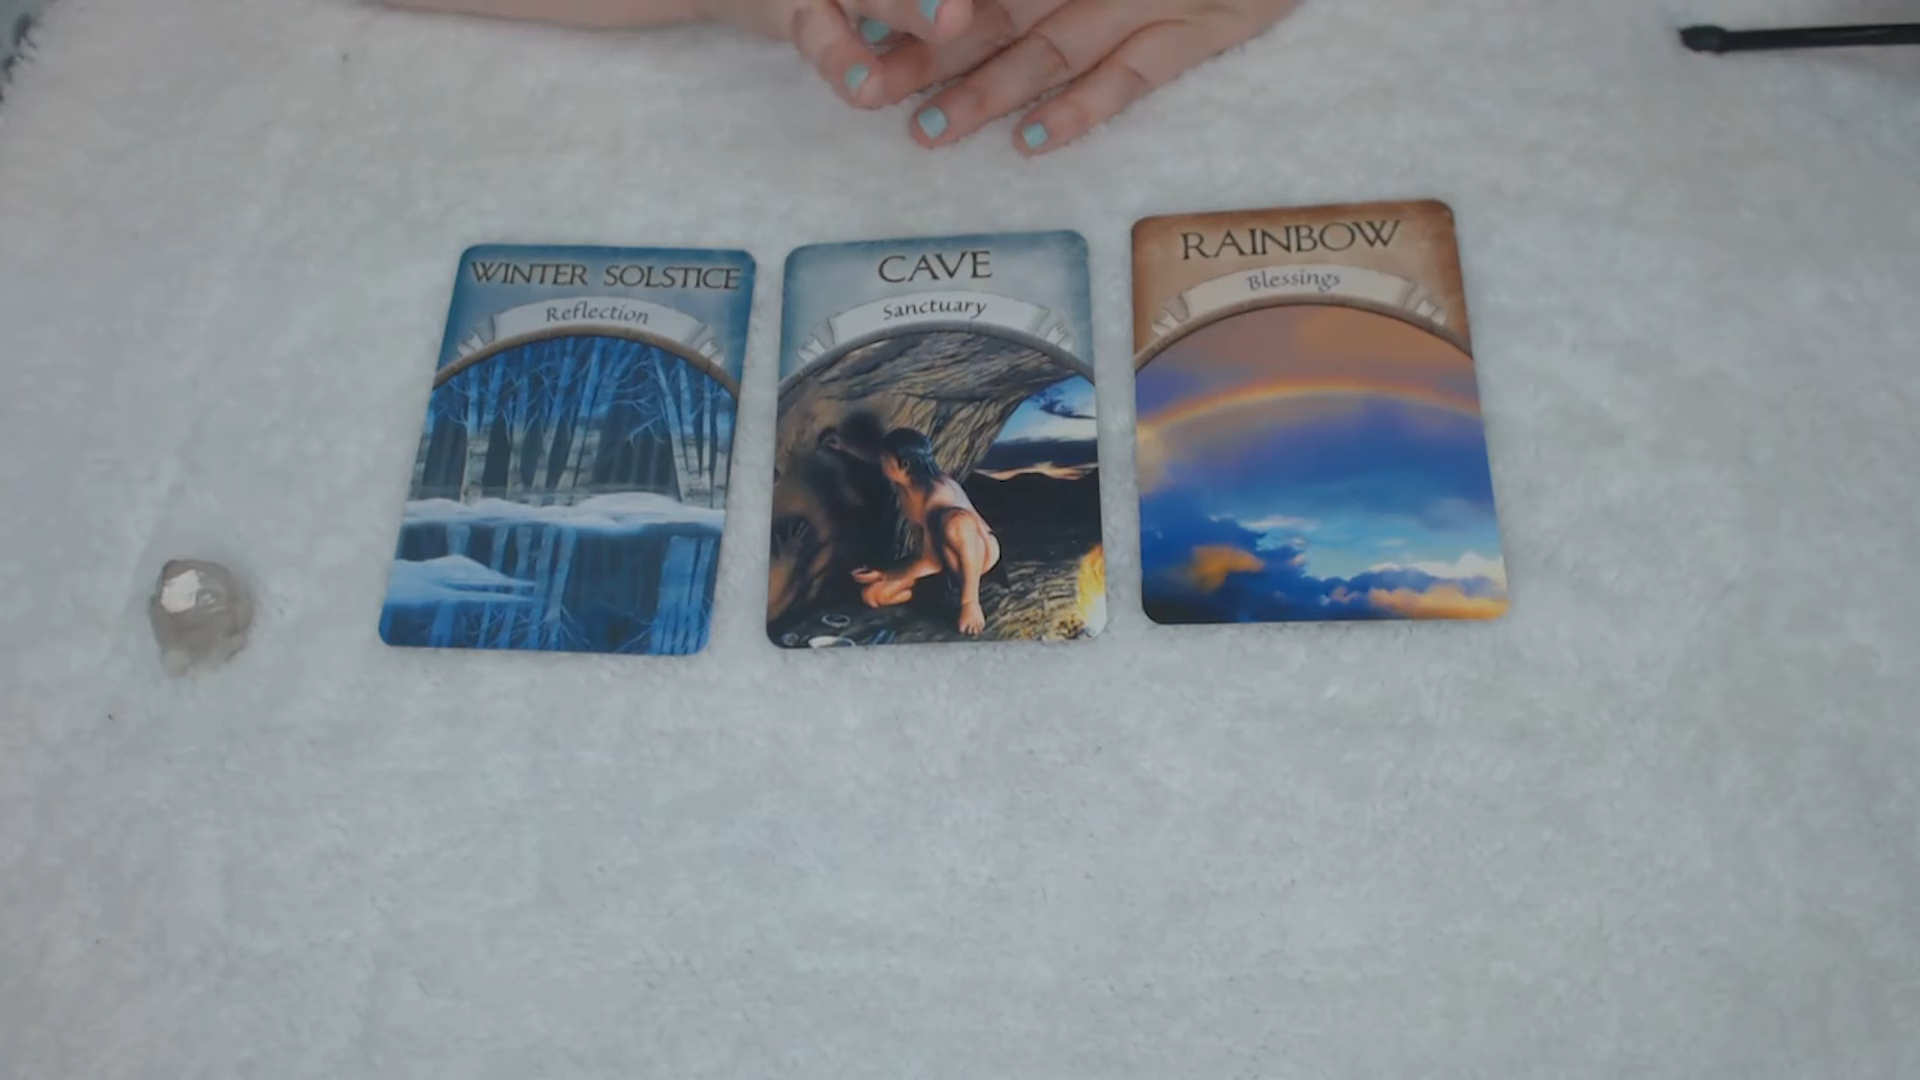 WINTER SOLSTICE
Reflection
CAVE
Sanctuary
RAINBOW
Blessings